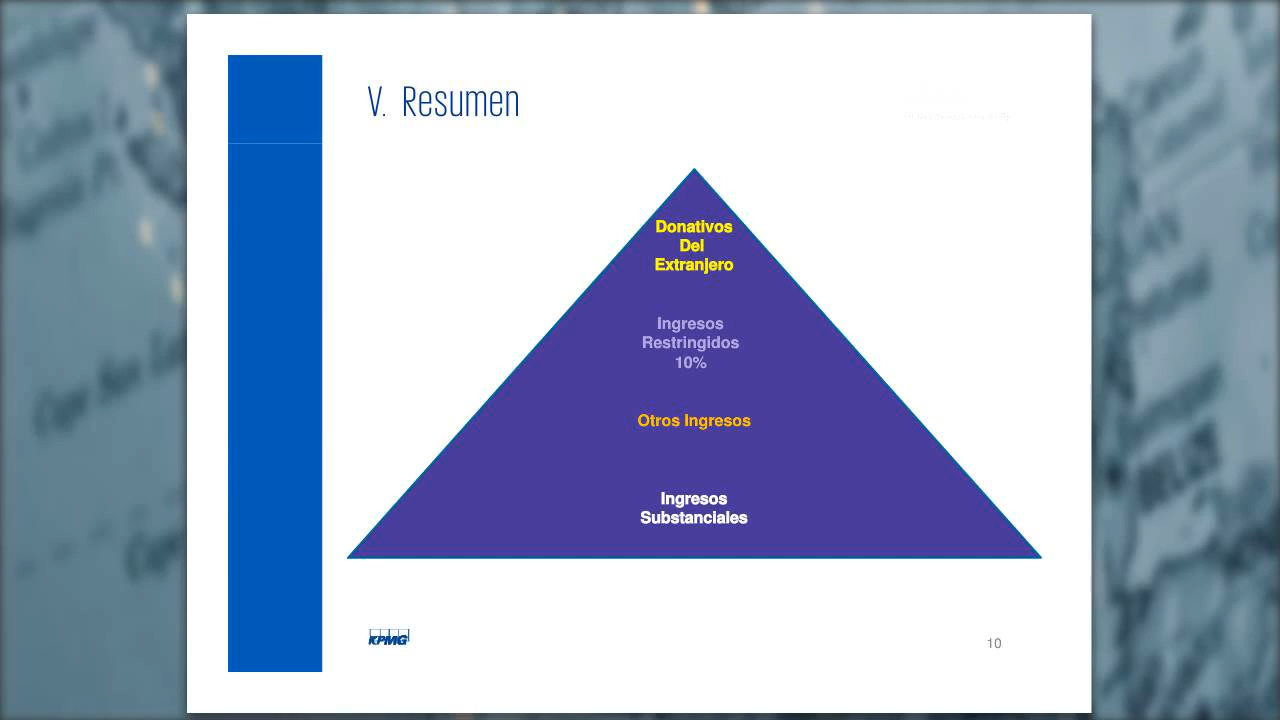 V. Resumen
Donativos
Del
Extranjero
Ingresos
Restringidos
10%
Otros Ingresos
Ingresos
Substanciales
KPMG
10